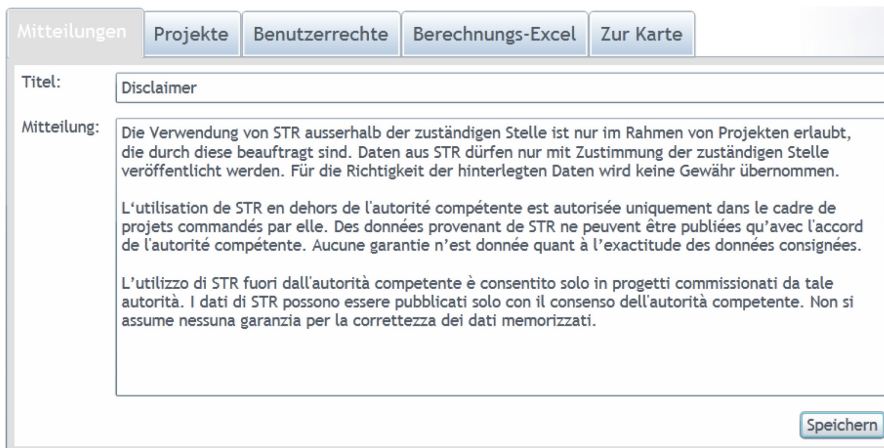 Mitteilungen Projekte Benutzerrechte Berechnungs-Excel Zur Karte
Titel: Disclaimer
Mitteilung: Die Verwendung von STR ausserhalb der zuständigen Stelle ist nur im Rahmen von Projekten erlaubt,
die durch diese beauftragt sind. Daten aus STR dürfen nur mit Zustimmung der zuständigen Stelle
veröffentlicht werden. Für die Richtigkeit der hinterlegten Daten wird keine Gewähr übernommen.
L‘utilisation de STR en dehors de l'autorité compétente est autorisée uniquement dans le cadre de
projets commandés par elle. Des données provenant de STR ne peuvent être publiées qu’avec l'accord
de l'autorité compétente. Aucune garantie n’est donnée quant à l’exactitude des données consignées.
L’utilizzo di STR fuori dall'autorità competente è consentito solo in progetti commissionati da tale
autorità. I dati di STR possono essere pubblicati solo con il consenso dell'autorità competente. Non si
assume nessuna garanzia per la correttezza dei dati memorizzati.
Speichern